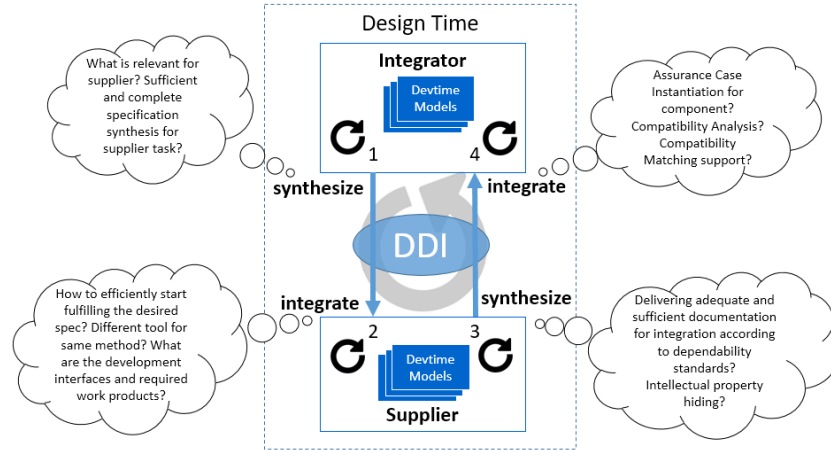 Design Time
What is relevant for
supplier? Sufficient
and complete
specification
synthesis for
supplier task?
Integrator
Devtime
Models
1
4
synthesize
integrate
Assurance Case
Instantiation for
component?
Compatibility Analysis?
Compatibility
Matching support?
DDI
How to efficiently start
fulfilling the desired
spec? Different tool for
same method? What
are the development
interfaces and required
work products?
integrate
synthesize
2
3
Devtime
Models
Supplier
Delivering adequate and
sufficient documentation
for integration according
to dependability
standards?
Intellectual property
hiding?